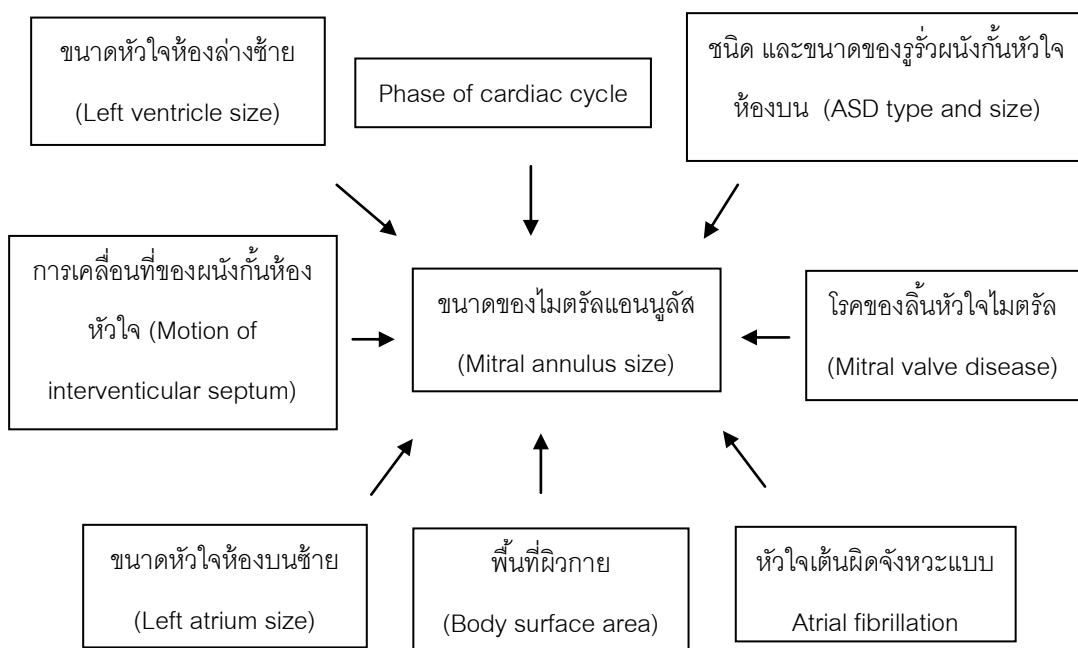 ขนาดหัวใจห้องล่างซ้าย
(Left ventricle size)
Phase of cardiac cycle
ชนิด และขนาดของรูรั่วผนังกั้นหัวใจ
ห้องบน (ASD type and size)
การเคลื่อนที่ของผนังกั้นห้อง
หัวใจ (Motion of
interventicular septum)
ขนาดของไมตรัลแอนนูลัส
(Mitral annulus size)
โรคของลิ้นหัวใจไมตรัล
(Mitral valve disease)
ขนาดหัวใจห้องบนซ้าย
(Left atrium size)
พื้นที่ผิวกาย
(Body surface area)
หัวใจเต้นผิดจังหวะแบบ
Atrial fibrillation